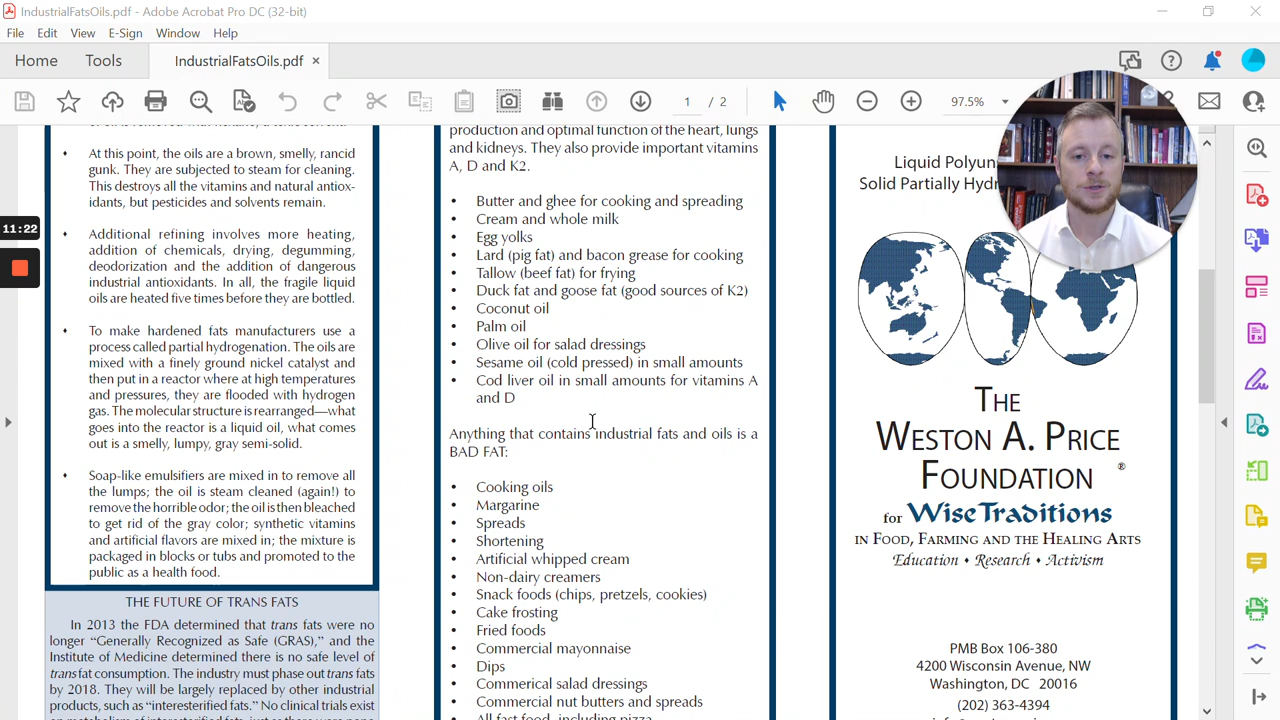 IndustrialFatsOils.pdf - Adobe Acrobat Pro DC (32-bit)
File Edit View E-Sign Window Help
Home Tools IndustrialFatsOils.pdf ×
1 / 2 97.5%
11:22
At this point, the oils are a brown, smelly, rancid
gunk. They are subjected to steam for cleaning.
This destroys all the vitamins and natural antiox-
idants, but pesticides and solvents remain.
Additional refining involves more heating,
addition of chemicals, drying, degumming,
deodorization and the addition of dangerous
industrial antioxidants. In all, the fragile liquid
oils are heated five times before they are bottled.
To make hardened fats manufacturers use a
process called partial hydrogenation. The oils are
mixed with a finely ground nickel catalyst and
then put in a reactor where at high temperatures
and pressures, they are flooded with hydrogen
gas. The molecular structure is rearranged—what
goes into the reactor is a liquid oil, what comes
out is a smelly, lumpy, gray semi-solid.
Soap-like emulsifiers are mixed in to remove all
the lumps; the oil is steam cleaned (again!) to
remove the horrible odor; the oil is then bleached
to get rid of the gray color; synthetic vitamins
and artificial flavors are mixed in; the mixture is
packaged in blocks or tubs and promoted to the
public as a health food.
THE FUTURE OF TRANS FATS
In 2013 the FDA determined that trans fats were no
longer “Generally Recognized as Safe (GRAS),” and the
Institute of Medicine determined there is no safe level of
trans fat consumption. The industry must phase out trans fats
by 2018. They will be largely replaced by other industrial
products, such as “interesterified fats.” No clinical trials exist
production and optimal function of the heart, lungs
and kidneys. They also provide important vitamins
A, D and K2.
• Butter and ghee for cooking and spreading
• Cream and whole milk
• Egg yolks
• Lard (pig fat) and bacon grease for cooking
• Tallow (beef fat) for frying
• Duck fat and goose fat (good sources of K2)
• Coconut oil
• Palm oil
• Olive oil for salad dressings
• Sesame oil (cold pressed) in small amounts
• Cod liver oil in small amounts for vitamins A
and D
Anything that contains industrial fats and oils is a
BAD FAT:
• Cooking oils
• Margarine
• Spreads
• Shortening
• Artificial whipped cream
• Non-dairy creamers
• Snack foods (chips, pretzels, cookies)
• Cake frosting
• Fried foods
• Commercial mayonnaise
• Dips
• Commerical salad dressings
• Commercial nut butters and spreads
• All fast food, including pizza
Liquid Polyun
Solid Partially Hydr
THE
WESTON A. PRICE
FOUNDATION ®
for WiseTraditions
IN FOOD, FARMING AND THE HEALING ARTS
Education • Research • Activism
PMB Box 106-380
4200 Wisconsin Avenue, NW
Washington, DC 20016
(202) 363-4394